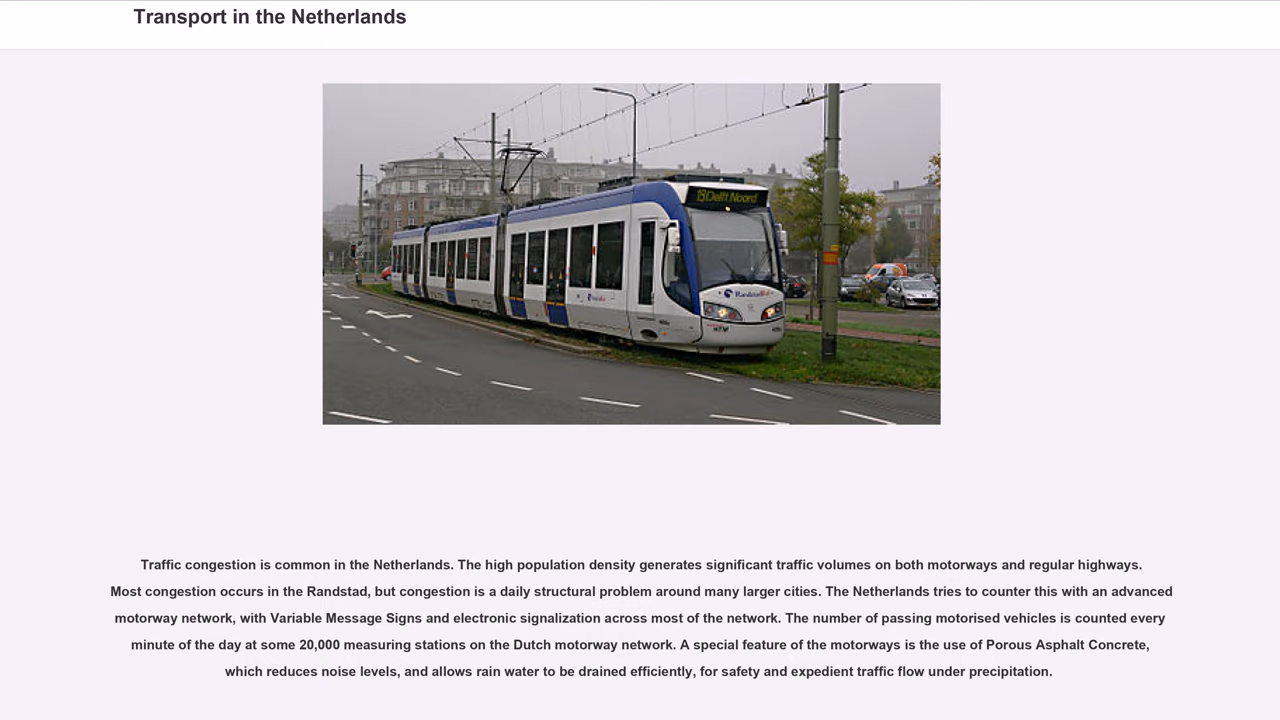 Transport in the Netherlands
19 Delft Noord
RandstadRail
HTM
Traffic congestion is common in the Netherlands. The high population density generates significant traffic volumes on both motorways and regular highways.
Most congestion occurs in the Randstad, but congestion is a daily structural problem around many larger cities. The Netherlands tries to counter this with an advanced
motorway network, with Variable Message Signs and electronic signalization across most of the network. The number of passing motorised vehicles is counted every
minute of the day at some 20,000 measuring stations on the Dutch motorway network. A special feature of the motorways is the use of Porous Asphalt Concrete,
which reduces noise levels, and allows rain water to be drained efficiently, for safety and expedient traffic flow under precipitation.